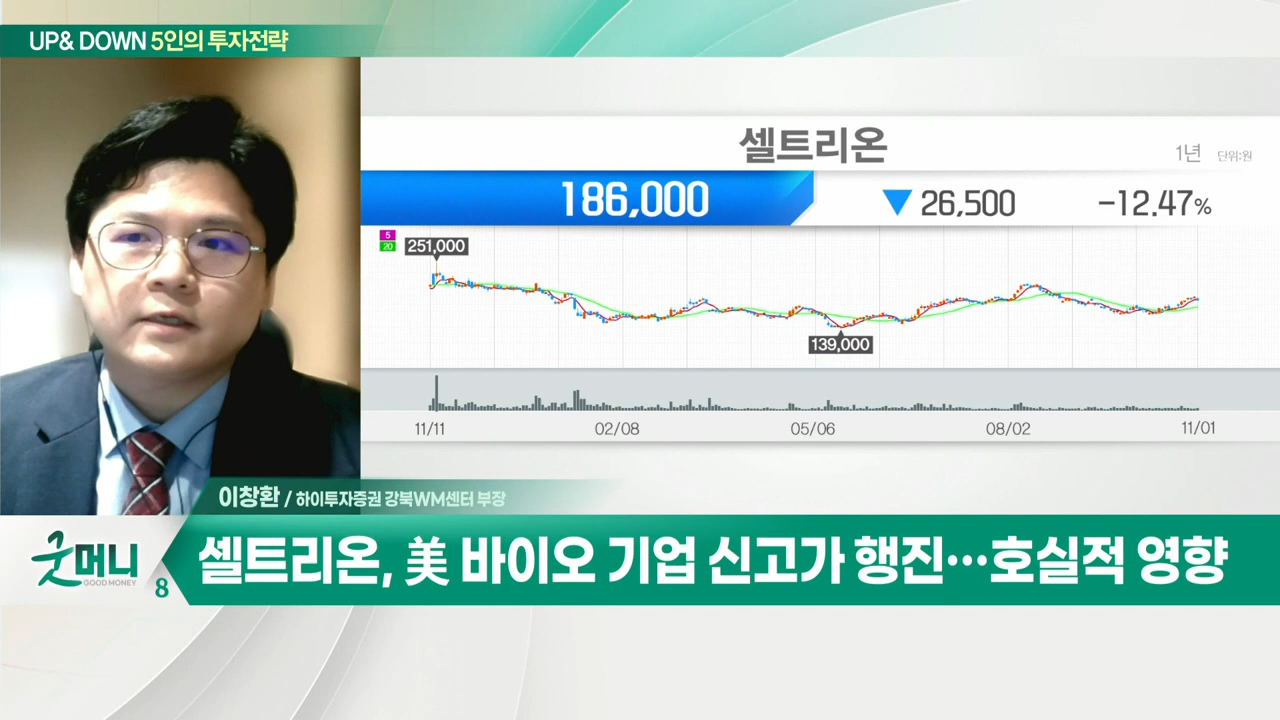 UP& DOWN 5인의 투자전략
셀트리온
1년 단위:원
186,000 ▼ 26,500 -12.47%
5
20
251,000
139,000
11/11 02/08 05/06 08/02 11/01
이창환 / 하이투자증권 강북WM센터 부장
굿머니
GOOD MONEY
8
셀트리온, 美 바이오 기업 신고가 행진…호실적 영향